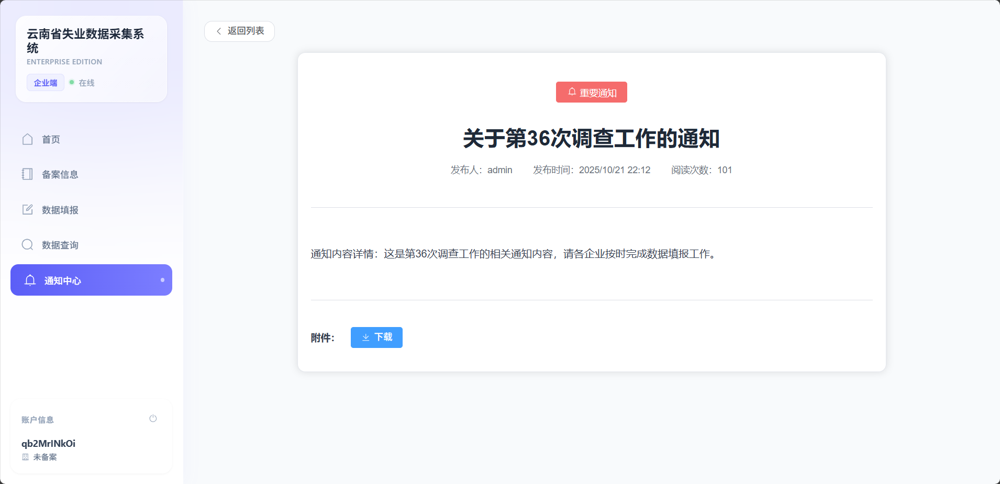 云南省失业数据采集系
统
ENTERPRISE EDITION
企业端 在线
首页
备案信息
数据填报
数据查询
通知中心
账户信息
qb2MrINkOi
未备案
返回列表
重要通知
关于第36次调查工作的通知
发布人：admin 发布时间：2025/10/21 22:12 阅读次数：101
通知内容详情：这是第36次调查工作的相关通知内容，请各企业按时完成数据填报工作。
附件： 下载